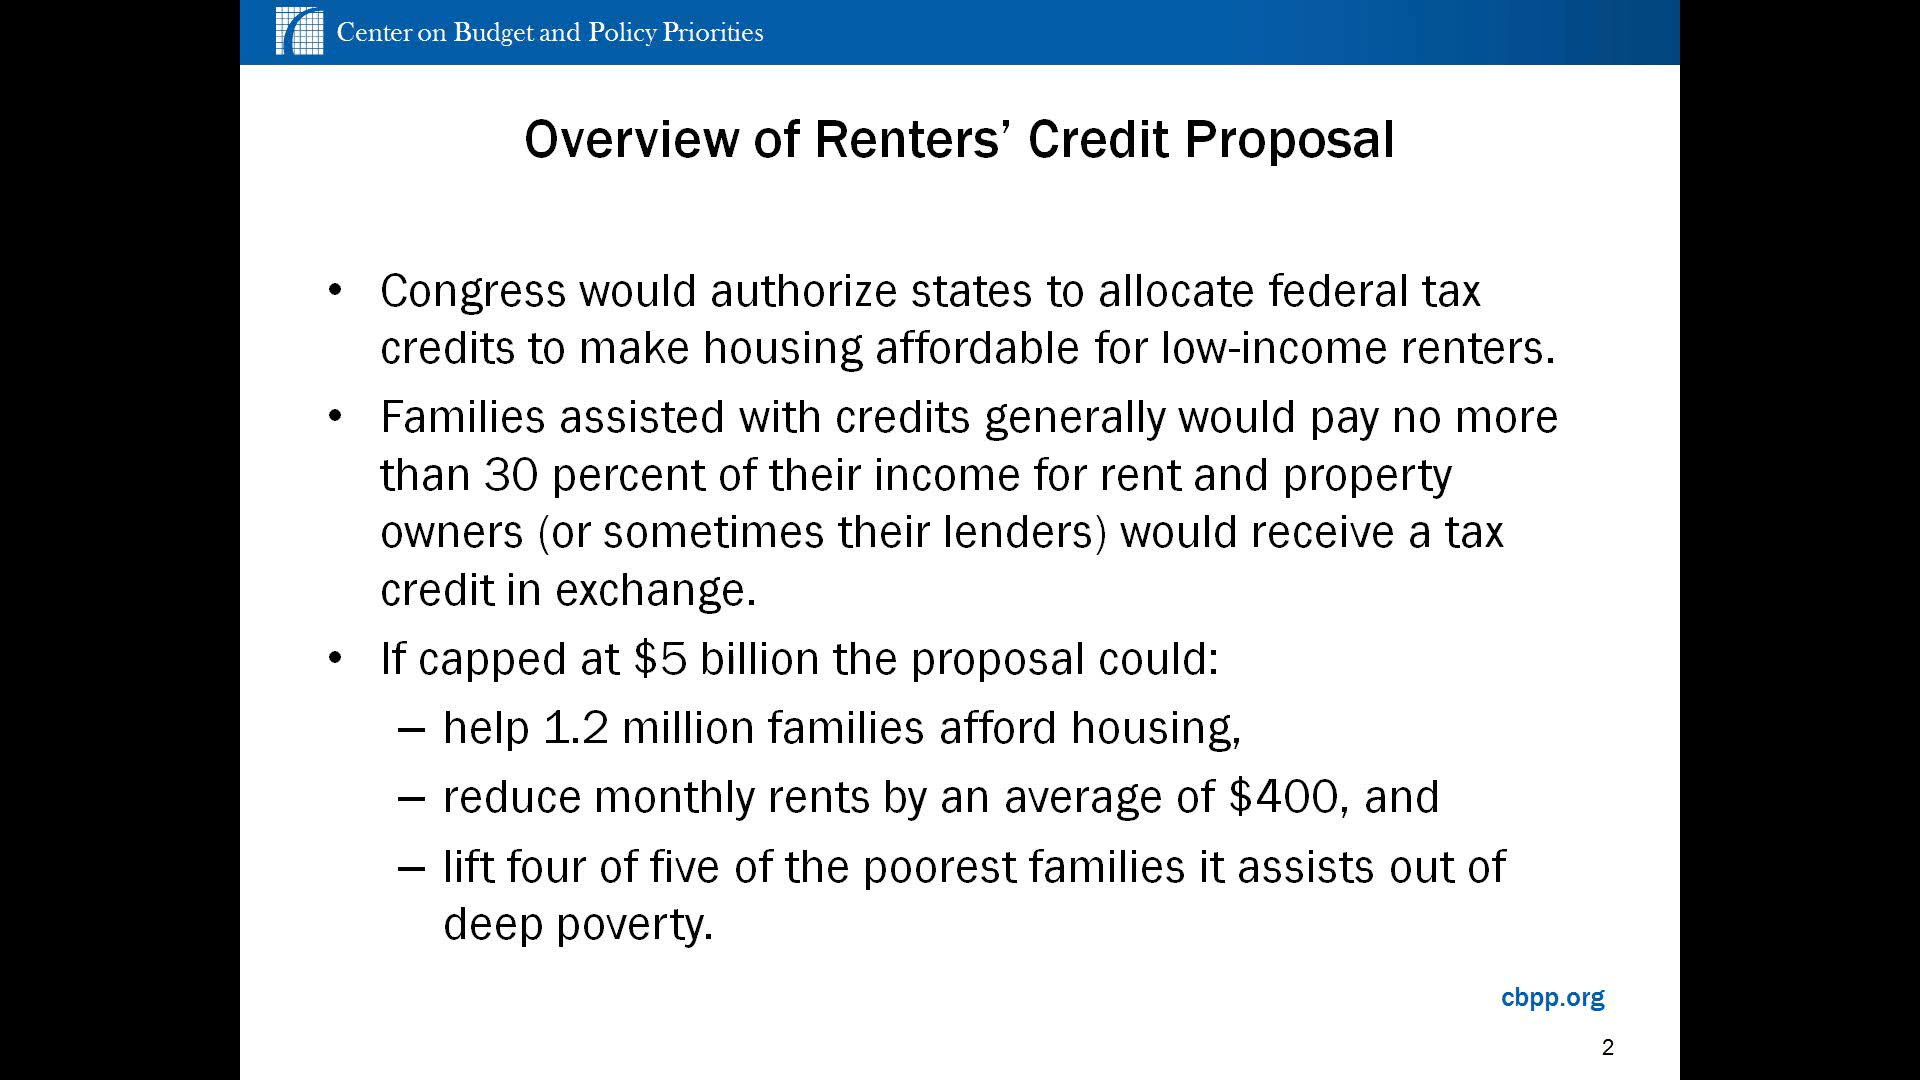 Center on Budget and Policy Priorities
Overview of Renters’ Credit Proposal
• Congress would authorize states to allocate federal tax
credits to make housing affordable for low-income renters.
• Families assisted with credits generally would pay no more
than 30 percent of their income for rent and property
owners (or sometimes their lenders) would receive a tax
credit in exchange.
• If capped at $5 billion the proposal could:
– help 1.2 million families afford housing,
– reduce monthly rents by an average of $400, and
– lift four of five of the poorest families it assists out of
deep poverty.
cbpp.org
2